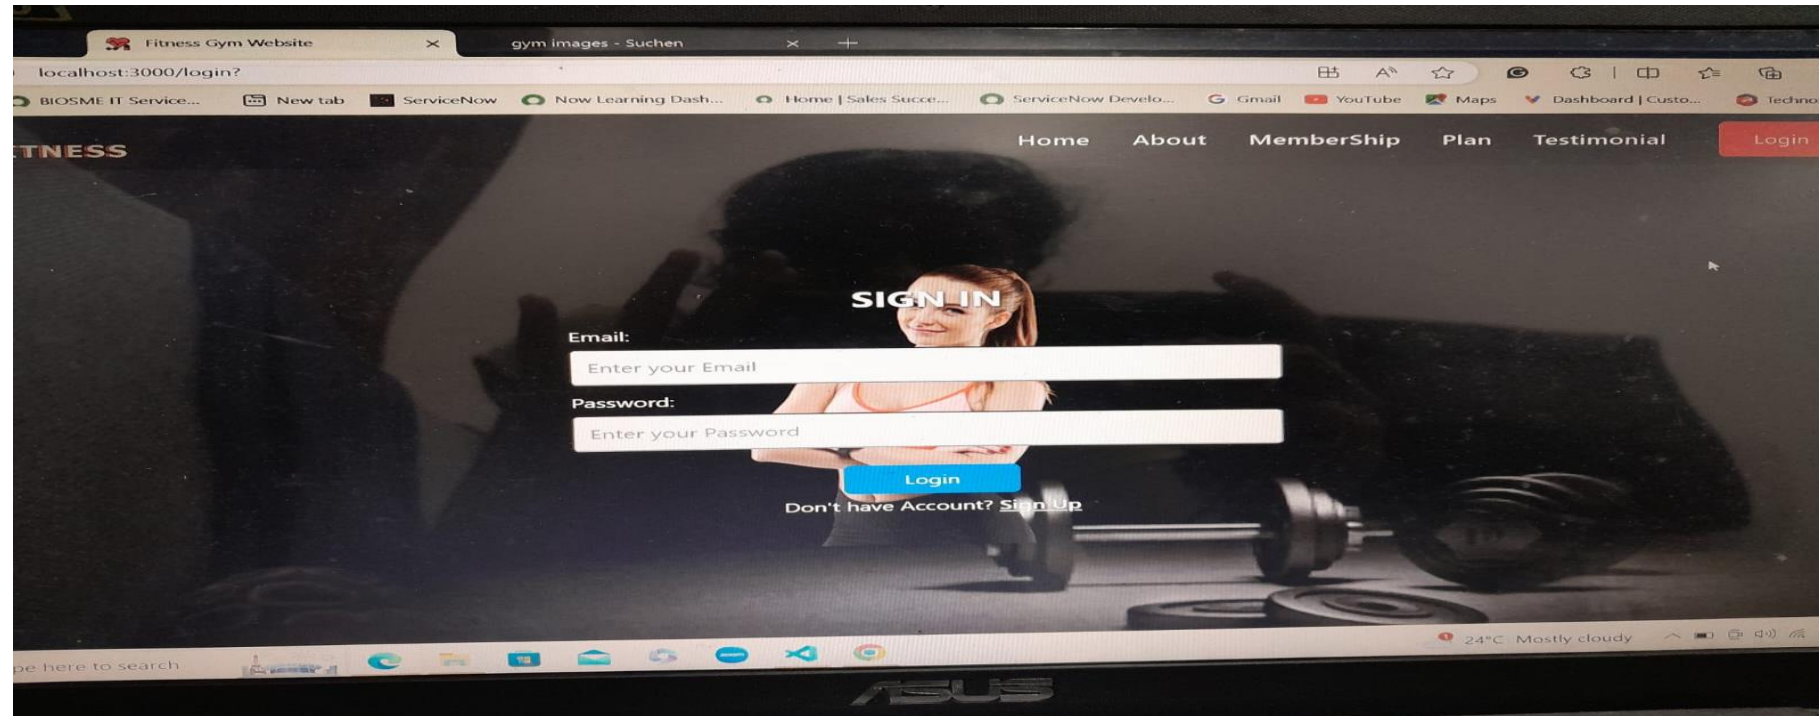 Fitness Gym Website
gym images - Suchen
localhost:3000/login?
BIOSME IT Service... New tab ServiceNow Now Learning Dash... Home | Sales Succe... ServiceNow Develo... Gmail YouTube Maps Dashboard | Custo... Techno
TNESS Home About MemberShip Plan Testimonial Login
SIGN IN
Email:
Enter your Email
Password:
Enter your Password
Login
Don't have Account? Sign Up
pe here to search 24°C Mostly cloudy
ASUS